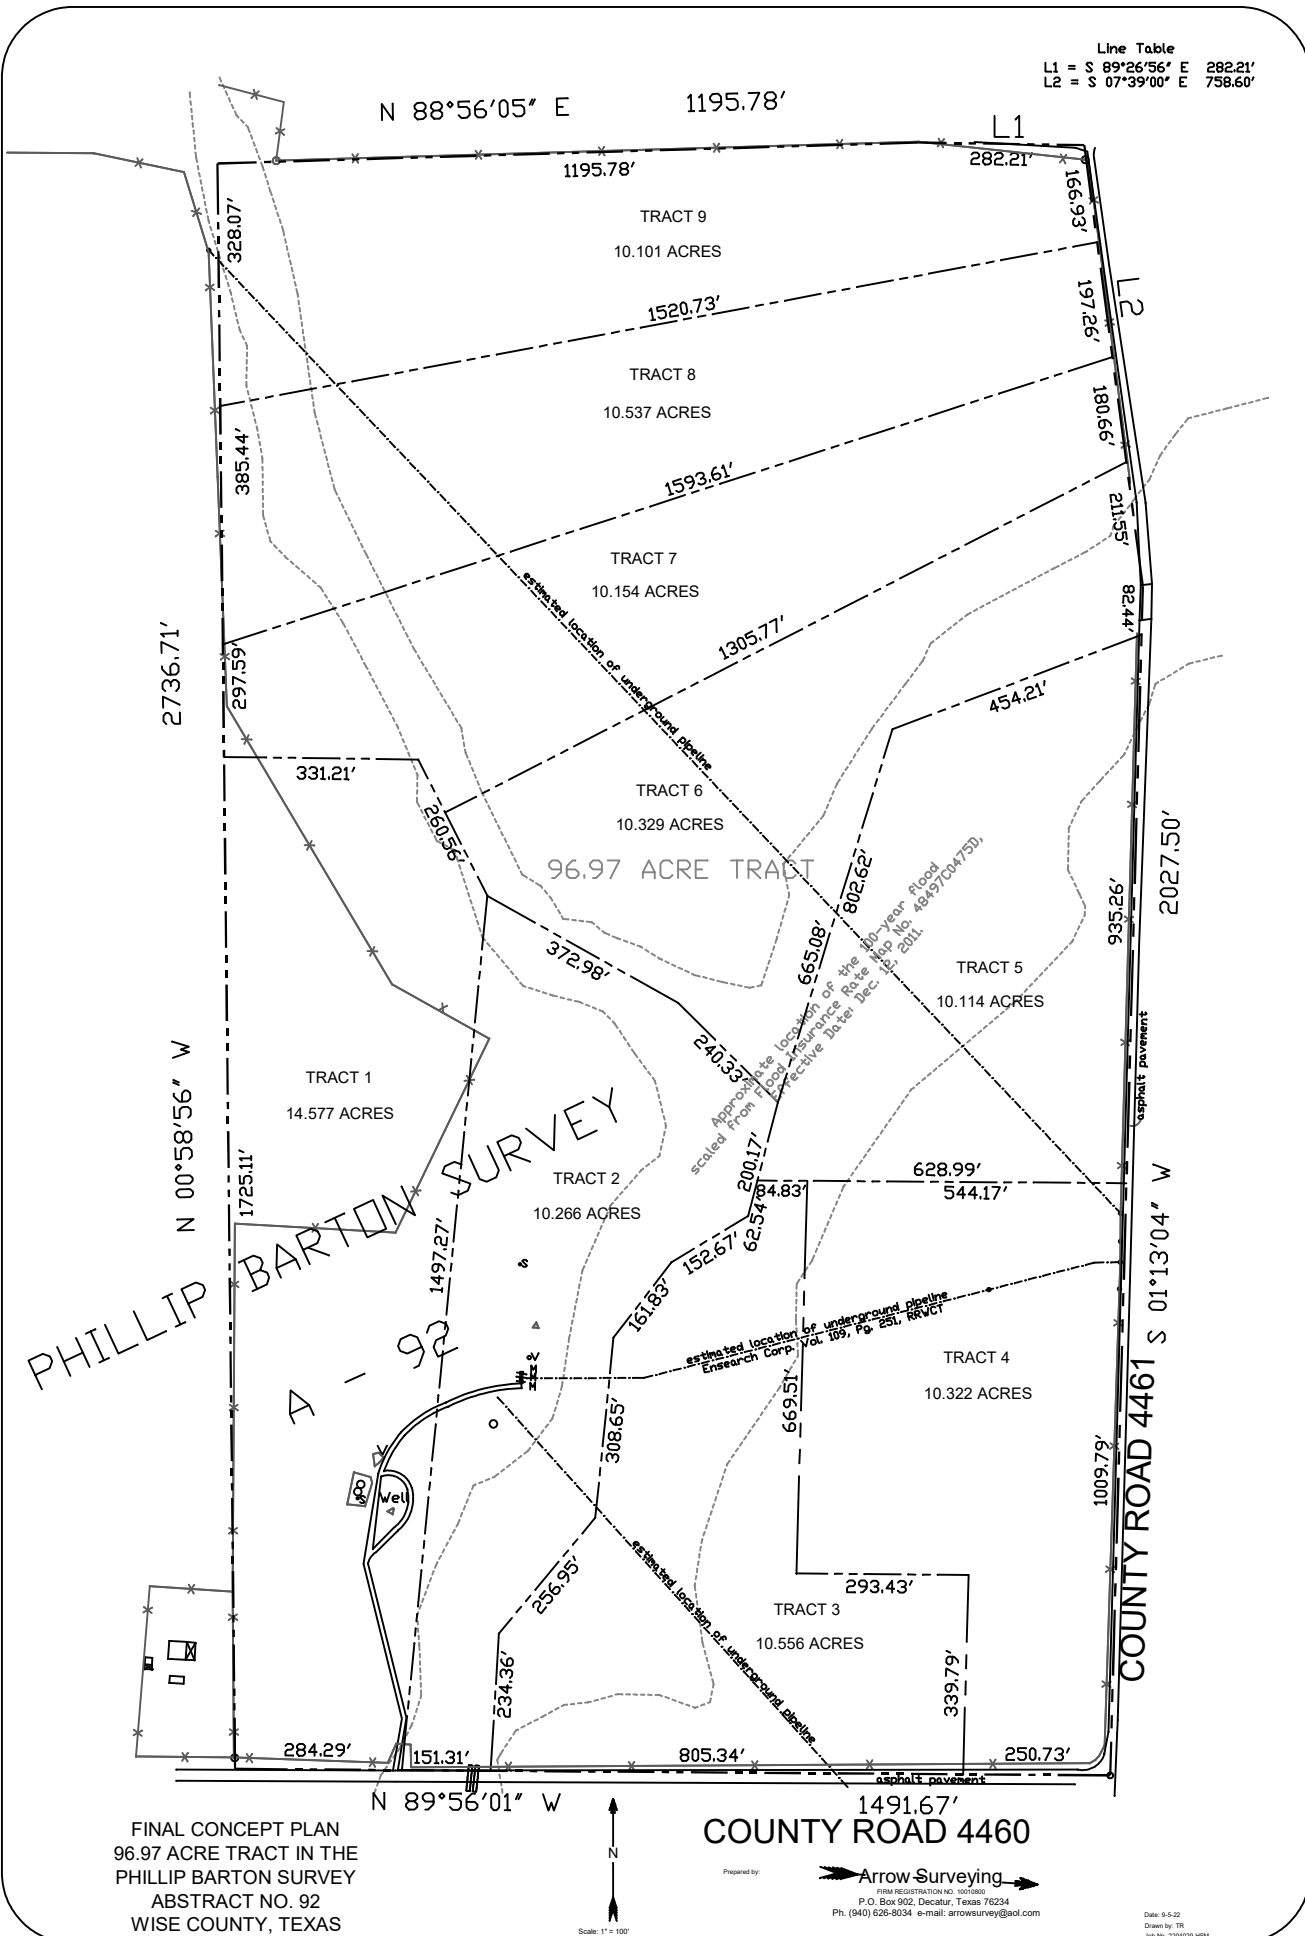 Line Table
L1 = S 89°26'56" E 282.21'
L2 = S 07°39'00" E 758.60'
N 88°56'05" E 1195.78'
L1
1195.78'
282.21'
166.93'
328.07'
TRACT 9
10.101 ACRES
L2
197.26'
1520.73'
TRACT 8
10.537 ACRES
180.66'
385.44'
1593.61'
211.55'
TRACT 7
10.154 ACRES
estimated location of underground pipeline
82.44'
1305.77'
2736.71'
297.59'
454.21'
331.21'
TRACT 6
10.329 ACRES
260.56'
96.97 ACRE TRACT
802.62'
2027.50'
935.26'
372.98'
665.08'
Approximate location of the 100-year flood
scaled from Flood Insurance Rate Map No. 48497C0475D,
Effective Date: Dec. 12, 2011.
TRACT 5
10.114 ACRES
240.33'
asphalt pavement
N 00°58'56" W
TRACT 1
14.577 ACRES
PHILLIP BARTON SURVEY
A - 92
1725.11'
TRACT 2
10.266 ACRES
200.17'
628.99'
84.83'
544.17'
62.54'
152.67'
S 01°13'04" W
1497.27'
S
161.83'
estimated location of underground pipeline
Ensearch Corp. Vol. 109, Pg. 251, RRWCT
V
TRACT 4
10.322 ACRES
669.51'
308.65'
V
S
Well
1009.79'
COUNTY ROAD 4461
256.95'
estimated location of underground pipeline
293.43'
TRACT 3
10.556 ACRES
234.36'
339.79'
284.29'
151.31'
805.34'
250.73'
asphalt pavement
N 89°56'01" W
1491.67'
COUNTY ROAD 4460
FINAL CONCEPT PLAN
96.97 ACRE TRACT IN THE
PHILLIP BARTON SURVEY
ABSTRACT NO. 92
WISE COUNTY, TEXAS
N
Scale: 1" = 100'
Prepared by:
Arrow Surveying
FIRM REGISTRATION NO. 10010800
P.O. Box 902, Decatur, Texas 76234
Ph. (940) 626-8034 e-mail: arrowsurvey@aol.com
Date: 9-5-22
Drawn by: TR